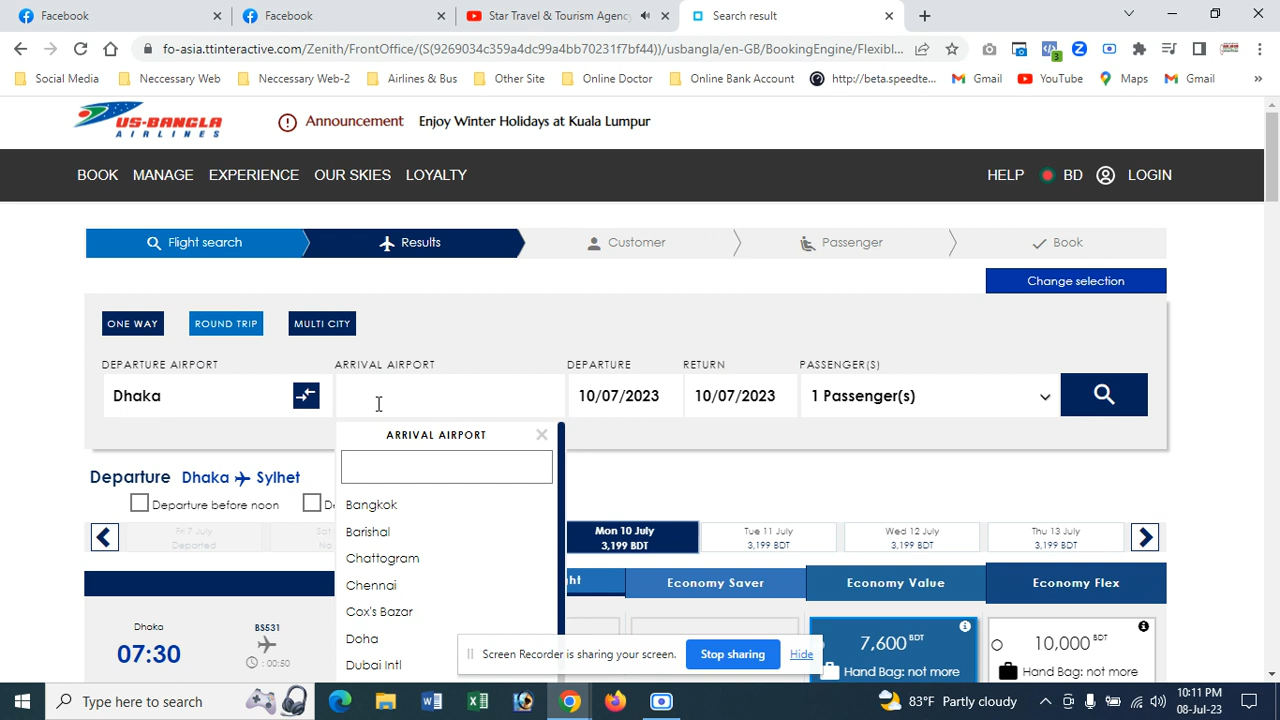 Facebook
Facebook
Star Travel & Tourism Agency
Search result
fo-asia.ttinteractive.com/Zenith/FrontOffice/(S(9269034c359a4dc99a4bb70231f7bf44))/usbangla/en-GB/BookingEngine/Flexibl...
3
Social Media
Neccessary Web
Neccessary Web-2
Airlines & Bus
Other Site
Online Doctor
Online Bank Account
http://beta.speedte...
Gmail
YouTube
Maps
Gmail
»
US-BANGLA
AIRLINES
Announcement Enjoy Winter Holidays at Kuala Lumpur
BOOK MANAGE EXPERIENCE OUR SKIES LOYALTY
HELP BD LOGIN
Flight search
Results
Customer
Passenger
Book
Change selection
ONE WAY
ROUND TRIP
MULTI CITY
DEPARTURE AIRPORT
ARRIVAL AIRPORT
DEPARTURE
RETURN
PASSENGER(S)
Dhaka
10/07/2023
10/07/2023
1 Passenger(s)
ARRIVAL AIRPORT
Bangkok
Barishal
Chattogram
Chennai
Cox's Bazar
Doha
Dubai Intl
Departure Dhaka Sylhet
Departure before noon
Fri 7 July
Departed
Mon 10 July
3,199 BDT
Tue 11 July
3,199 BDT
Wed 12 July
3,199 BDT
Thu 13 July
3,199 BDT
Economy Saver
Economy Value
Economy Flex
Dhaka
07:30
BS531
: 00:50
7,600 BDT
Hand Bag: not more
10,000 BDT
Hand Bag: not more
Screen Recorder is sharing your screen.
Stop sharing
Hide
Type here to search
83°F Partly cloudy
10:11 PM
08-Jul-23